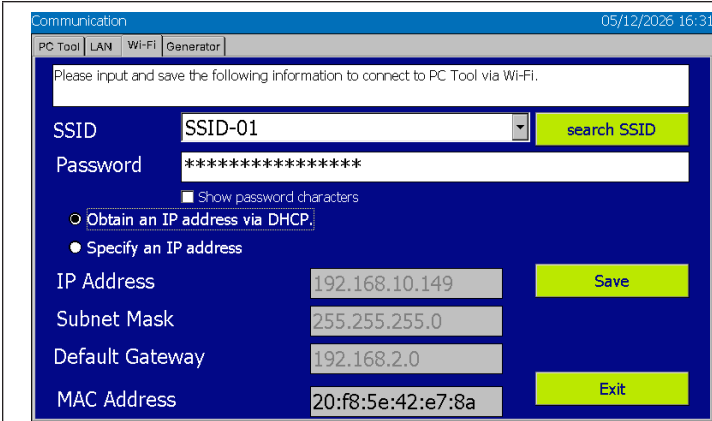 Communication 05/12/2026 16:31
PC Tool LAN Wi-Fi Generator
Please input and save the following information to connect to PC Tool via Wi-Fi.
SSID SSID-01 search SSID
Password ****************
Show password characters
Obtain an IP address via DHCP.
Specify an IP address
IP Address 192.168.10.149 Save
Subnet Mask 255.255.255.0
Default Gateway 192.168.2.0
MAC Address 20:f8:5e:42:e7:8a Exit